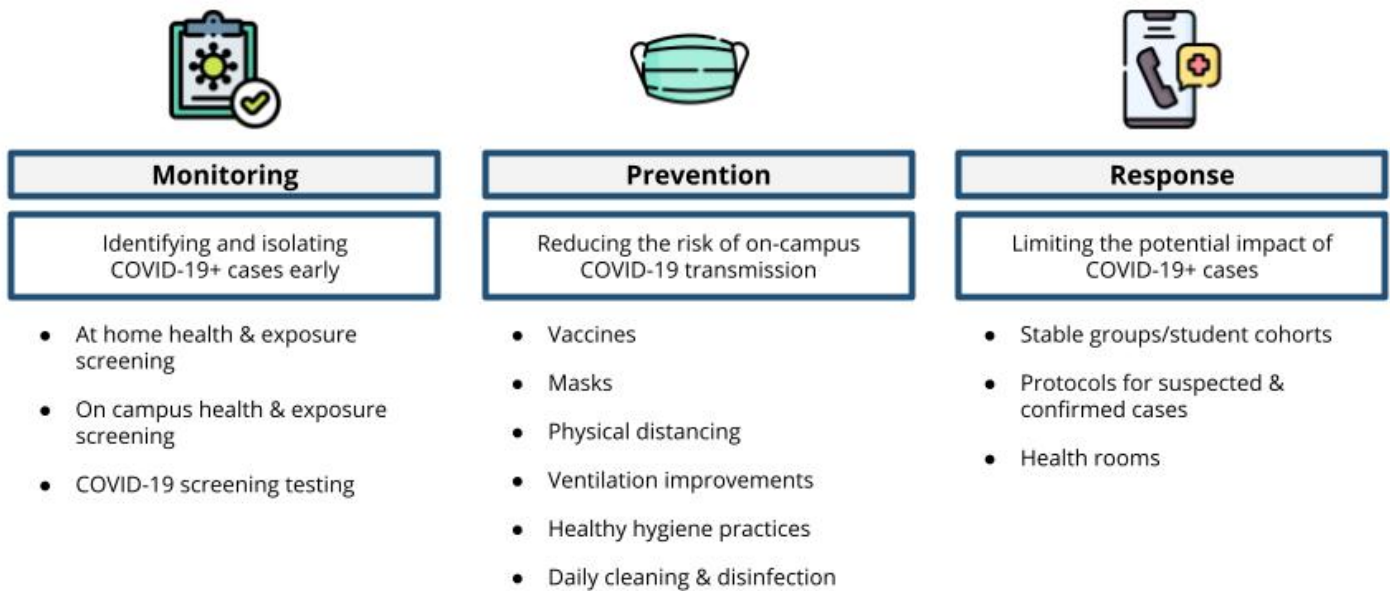 Monitoring
Identifying and isolating
COVID-19+ cases early
● At home health & exposure
screening
● On campus health & exposure
screening
● COVID-19 screening testing
Prevention
Reducing the risk of on-campus
COVID-19 transmission
● Vaccines
● Masks
● Physical distancing
● Ventilation improvements
● Healthy hygiene practices
● Daily cleaning & disinfection
Response
Limiting the potential impact of
COVID-19+ cases
● Stable groups/student cohorts
● Protocols for suspected &
confirmed cases
● Health rooms